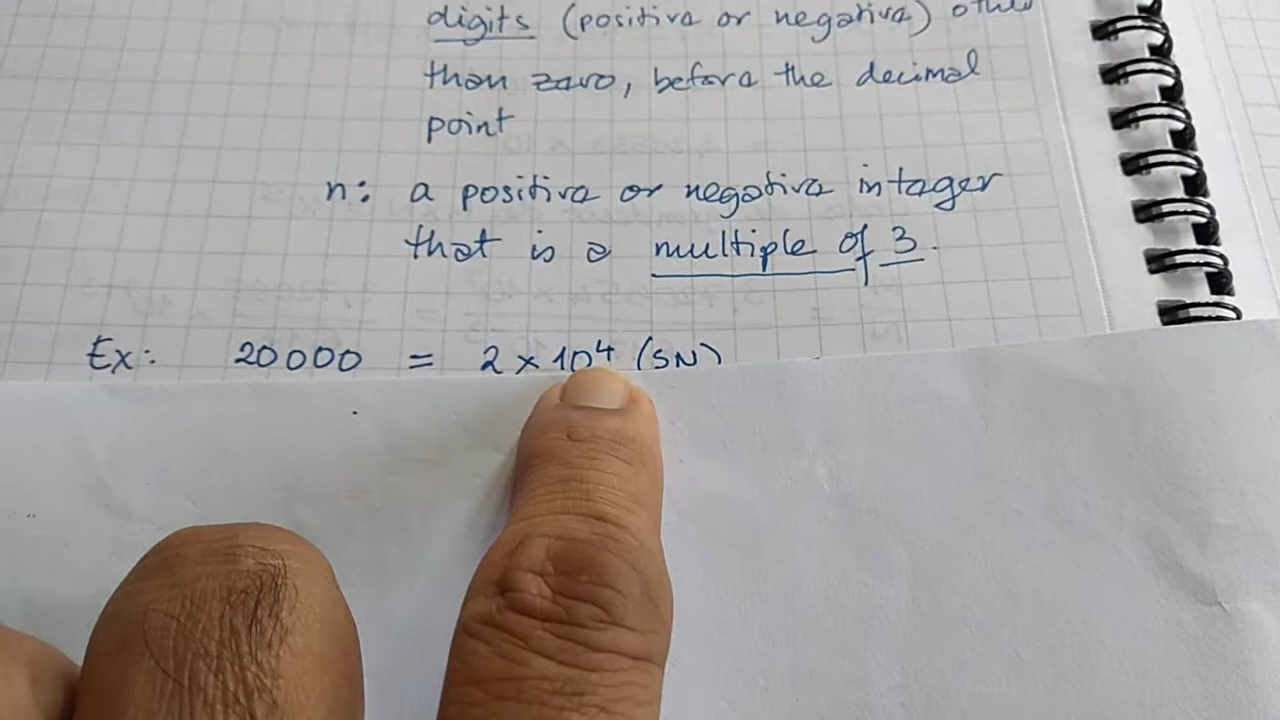 digits (positive or negative) other
than zero, before the decimal
point
n: a positive or negative integer
that is a multiple of 3.
Ex: 20000 = 2 × 10⁴ (SN)